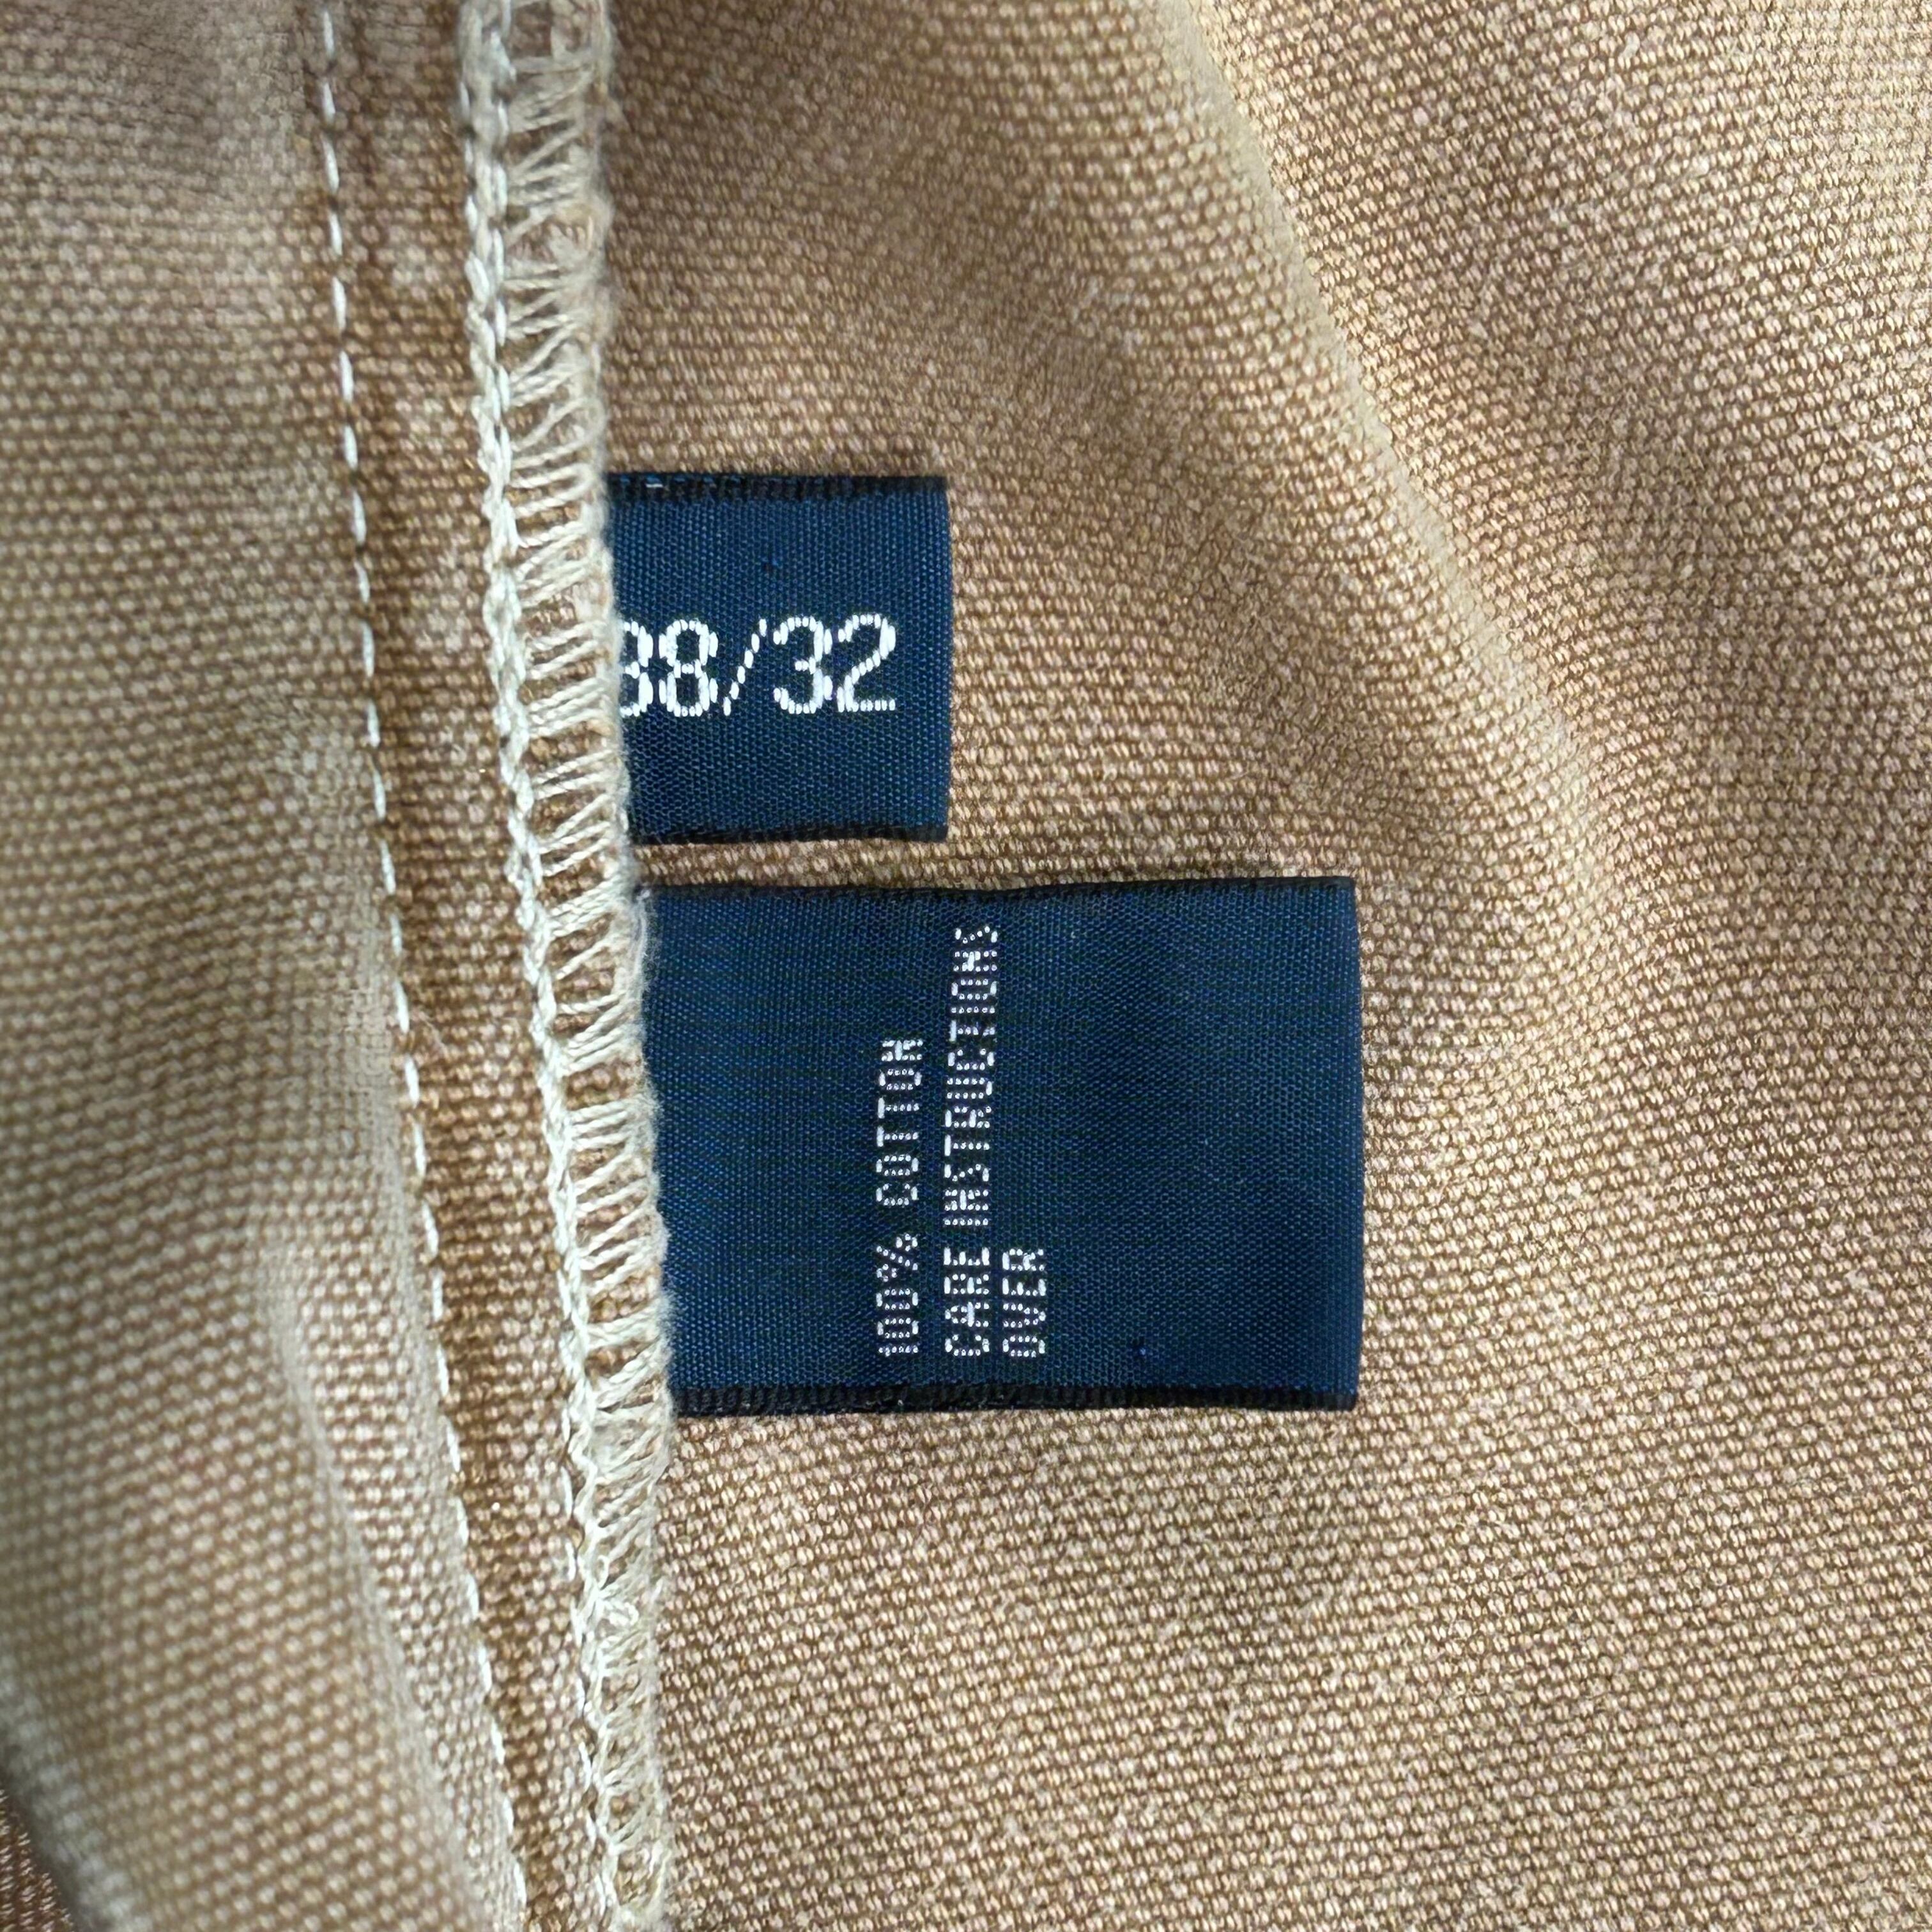 38/32
100% COTTON
CARE INSTRUCTIONS
OVER